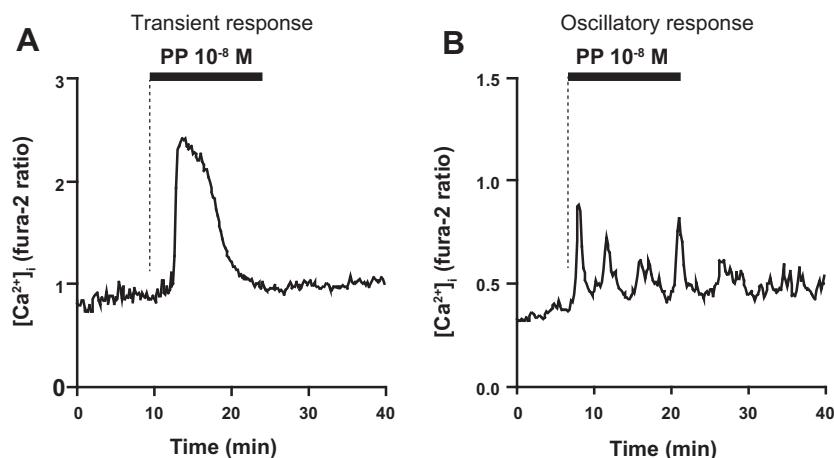 A
Transient response
PP 10⁻⁸ M
3
2
1
0
[Ca²⁺]ᵢ (fura-2 ratio)
0 10 20 30 40
Time (min)
B
Oscillatory response
PP 10⁻⁸ M
1.5
1.0
0.5
0.0
[Ca²⁺]ᵢ (fura-2 ratio)
0 10 20 30 40
Time (min)